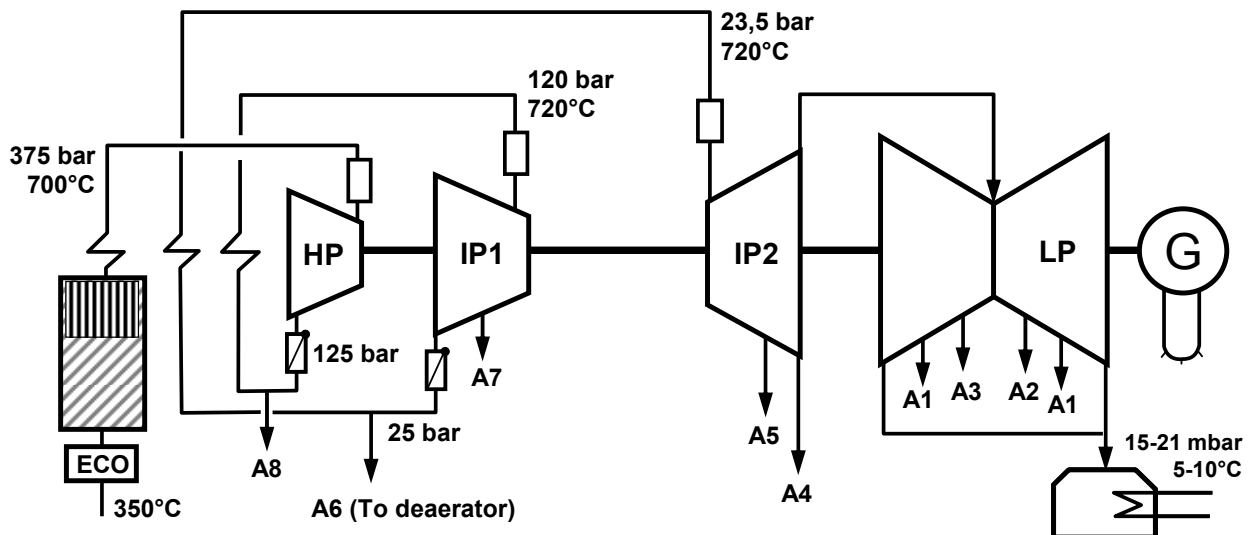 23,5 bar
720°C
120 bar
720°C
375 bar
700°C
HP
IP1
IP2
LP
G
125 bar
A7
A1
A3
A2
A1
A5
25 bar
15-21 mbar
5-10°C
ECO
A8
A4
350°C
A6 (To deaerator)